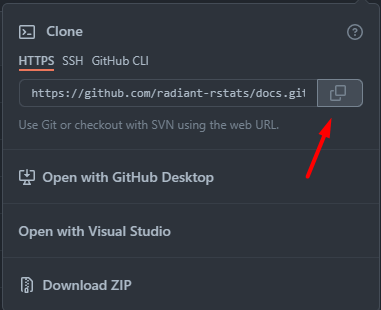 Clone
HTTPS SSH GitHub CLI
https://github.com/radiant-rstats/docs.git
Use Git or checkout with SVN using the web URL.
Open with GitHub Desktop
Open with Visual Studio
Download ZIP